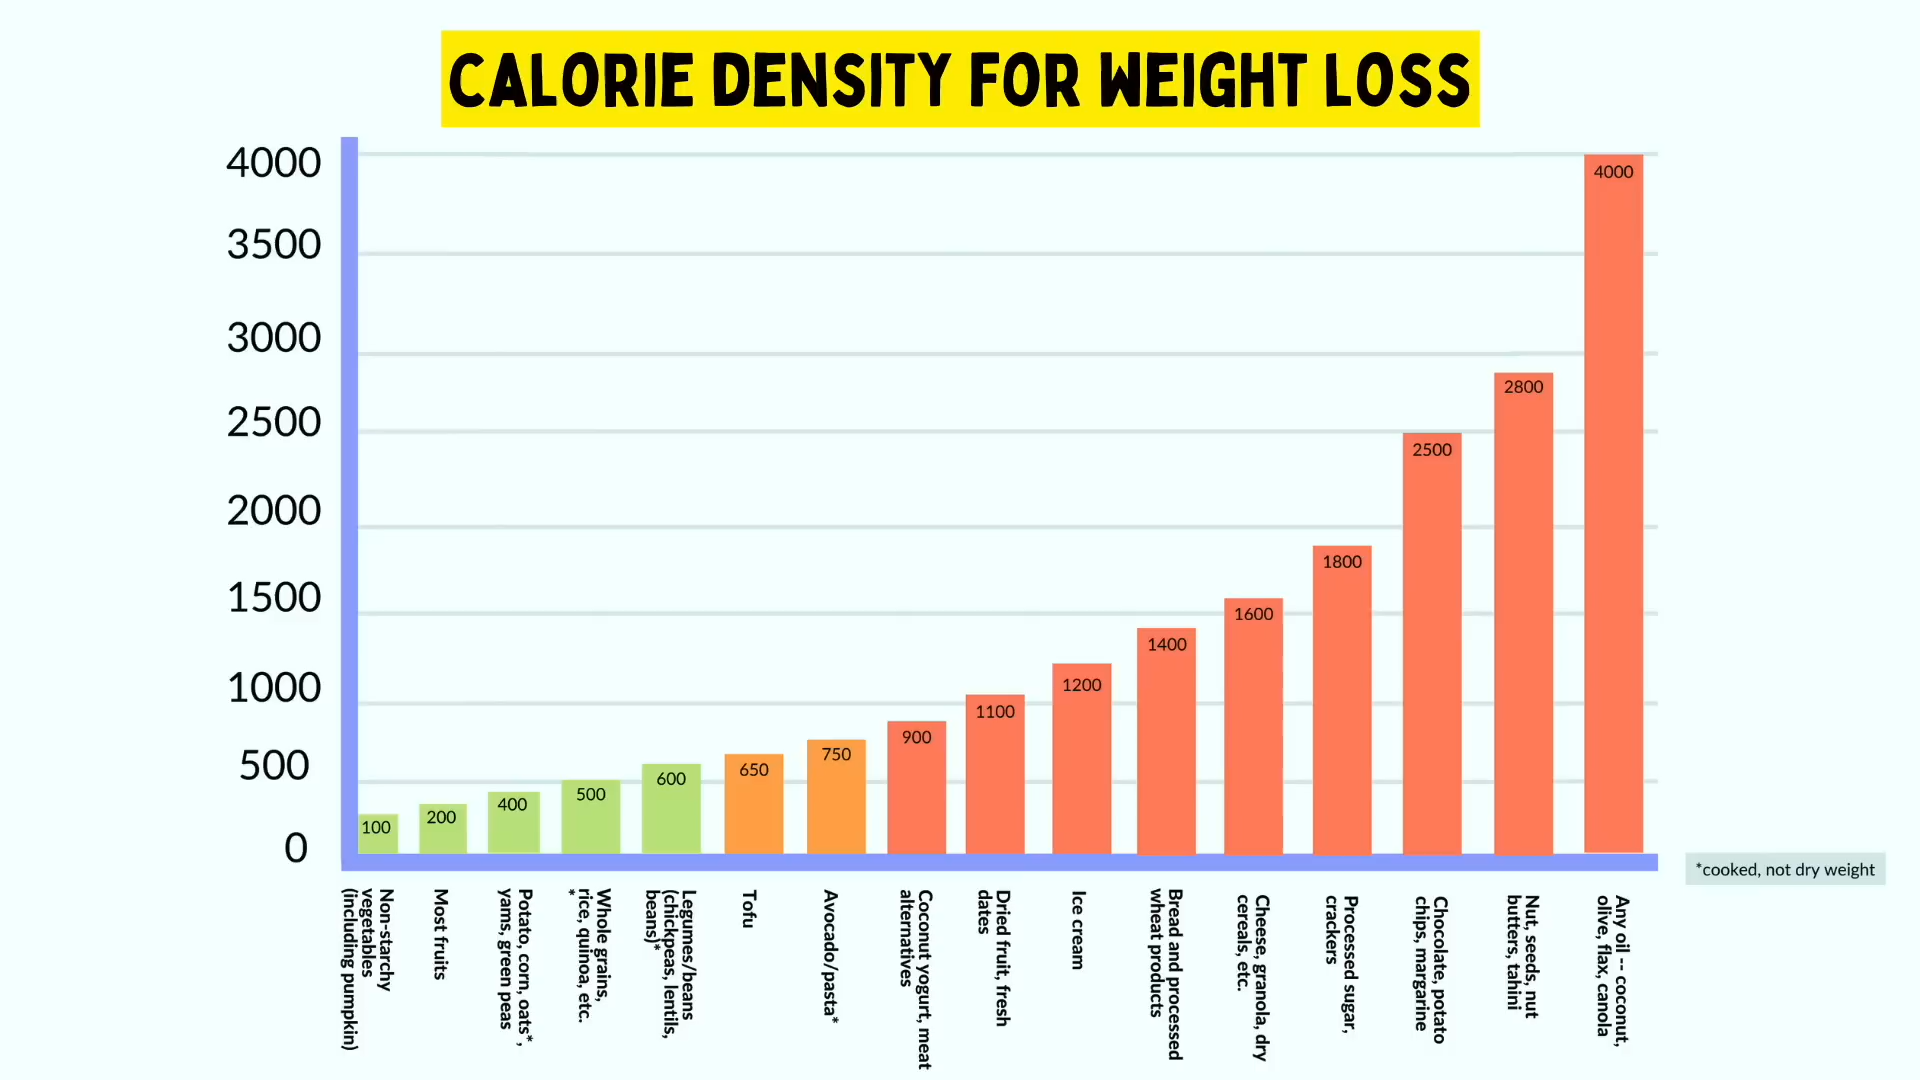 CALORIE DENSITY FOR WEIGHT LOSS
4000
3500
3000
2500
2000
1500
1000
500
0
100
200
400
500
600
650
750
900
1100
1200
1400
1600
1800
2500
2800
4000
Non-starchy
vegetables
(including pumpkin)
Most fruits
Potato, corn, oats*,
yams, green peas
Whole grains,
rice, quinoa, etc.
*
Legumes/beans
(chickpeas, lentils,
beans)*
Tofu
Avocado/pasta*
Coconut yogurt, meat
alternatives
Dried fruit, fresh
dates
Ice cream
Bread and processed
wheat products
Cheese, granola, dry
cereals, etc.
Processed sugar,
crackers
Chocolate, potato
chips, margarine
Nut, seeds, nut
butters, tahini
Any oil -- coconut,
olive, flax, canola
*cooked, not dry weight